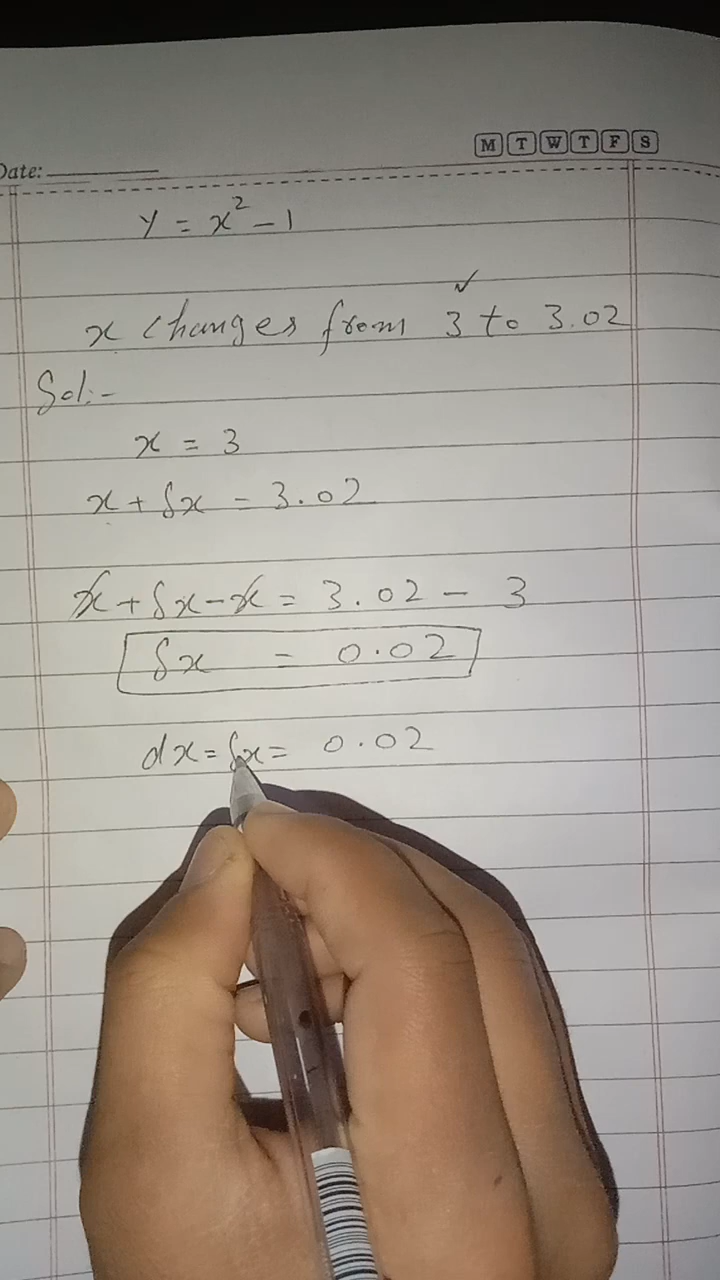 M T W T F S
Date:
y = x² - 1
x changes from 3 to 3.02
Sol:-
x = 3
x + δx = 3.02
x + δx - x = 3.02 - 3
δx = 0.02
dx = δx = 0.02